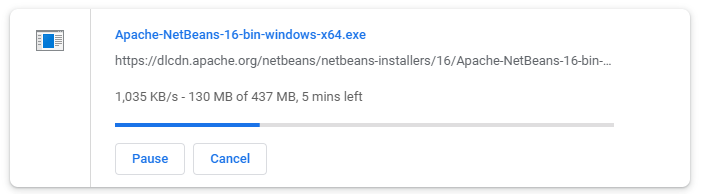 Apache-NetBeans-16-bin-windows-x64.exe
https://dlcdn.apache.org/netbeans/netbeans-installers/16/Apache-NetBeans-16-bin-...
1,035 KB/s - 130 MB of 437 MB, 5 mins left
Pause Cancel